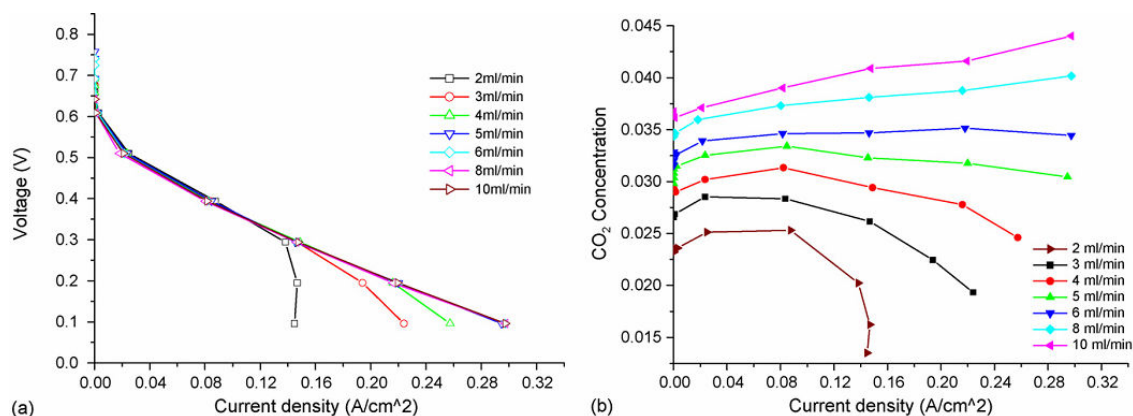 0.8
0.7
0.6
0.5
0.4
0.3
0.2
0.1
0.0
Voltage (V)
2ml/min
3ml/min
4ml/min
5ml/min
6ml/min
8ml/min
10ml/min
0.00 0.04 0.08 0.12 0.16 0.20 0.24 0.28 0.32
(a) Current density (A/cm^2)
0.045
0.040
0.035
0.030
0.025
0.020
0.015
CO2 Concentration
2 ml/min
3 ml/min
4 ml/min
5 ml/min
6 ml/min
8 ml/min
10 ml/min
0.00 0.04 0.08 0.12 0.16 0.20 0.24 0.28 0.32
(b) Current density (A/cm^2)